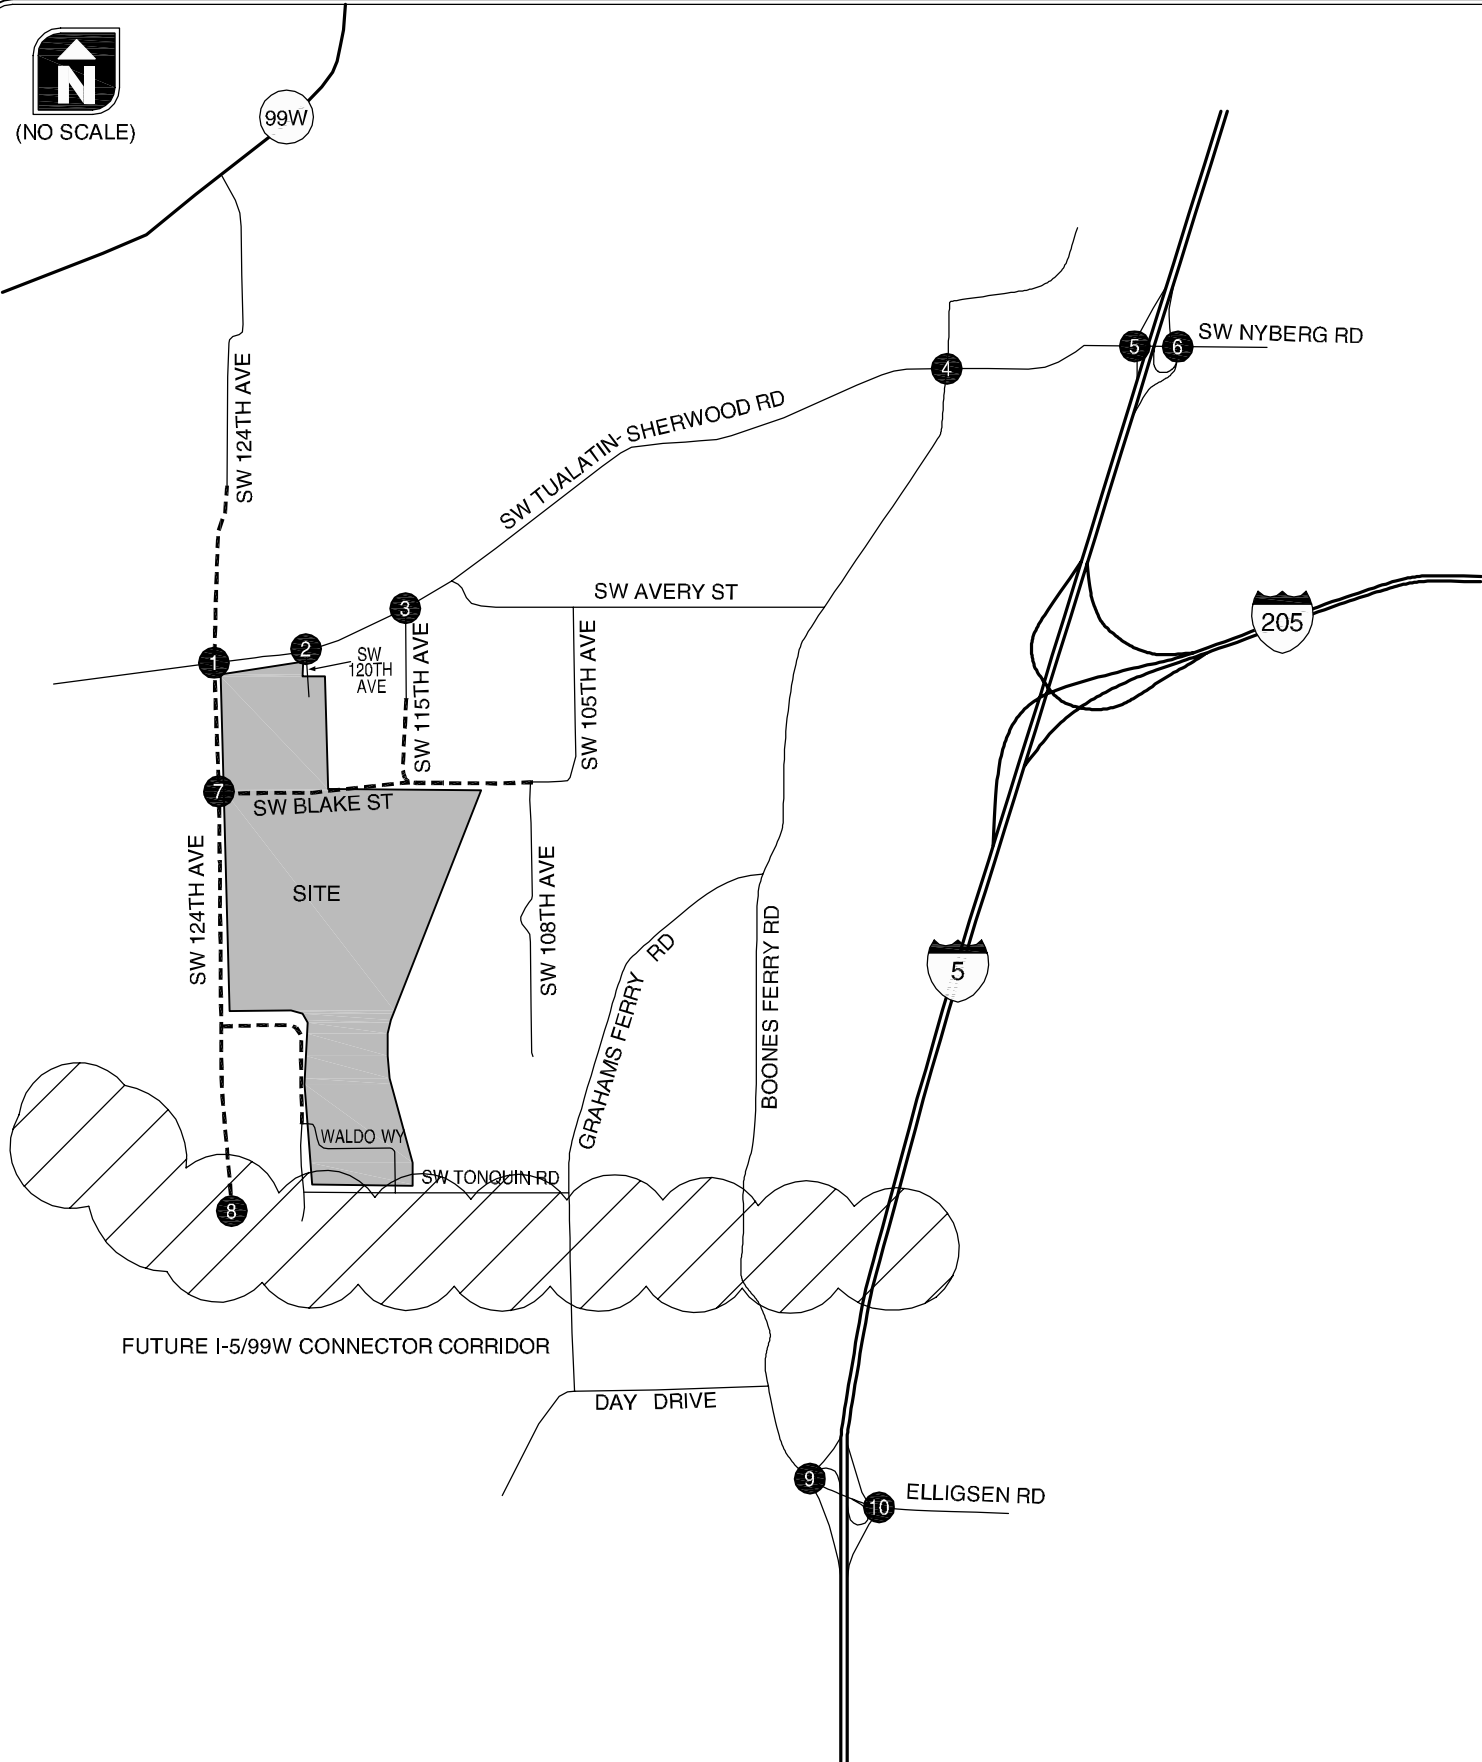 N
(NO SCALE)
99W
SW 124TH AVE
SW TUALATIN-SHERWOOD RD
4
5
6
SW NYBERG RD
SW AVERY ST
205
3
2
1
SW
120TH
AVE
SW 115TH AVE
SW 105TH AVE
7
SW BLAKE ST
SITE
SW 124TH AVE
SW 108TH AVE
GRAHAMS FERRY RD
BOONES FERRY RD
5
WALDO WY
SW TONQUIN RD
8
FUTURE I-5/99W CONNECTOR CORRIDOR
DAY DRIVE
9
10
ELLIGSEN RD